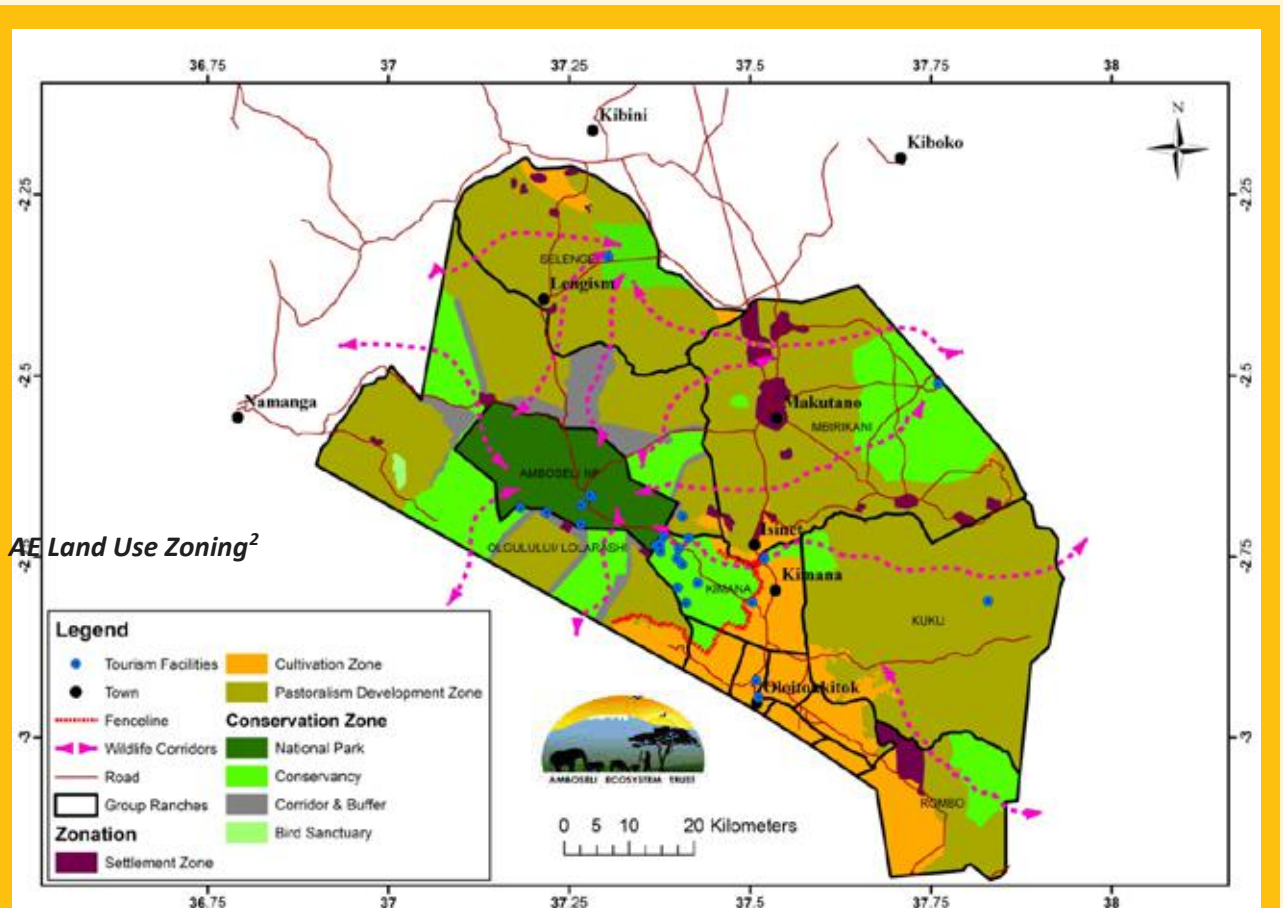 36.75 37 37.25 37.5 37.75 38
N
Kibini
Kiboko
-2.25 -2.25
SELENGEI
Lengism
-2.5 -2.5
Namanga
Makutano
MBIRIKANI
AMBOSELI NP
Isinet
AE Land Use Zoning²
OLGULULUI/ LOLARASHI
-2.75
Kimana
KIMANA
KUKU
Legend
Tourism Facilities
Town
Fenceline
Wildlife Corridors
Road
Group Ranches
Zonation
Settlement Zone
Cultivation Zone
Pastoralism Development Zone
Conservation Zone
National Park
Conservancy
Corridor & Buffer
Bird Sanctuary
Oloitokitok
-3
AMBOSELI ECOSYSTEM TRUST
ROMBO
0 5 10 20 Kilometers
36.75 37 37.25 37.5 37.75 38